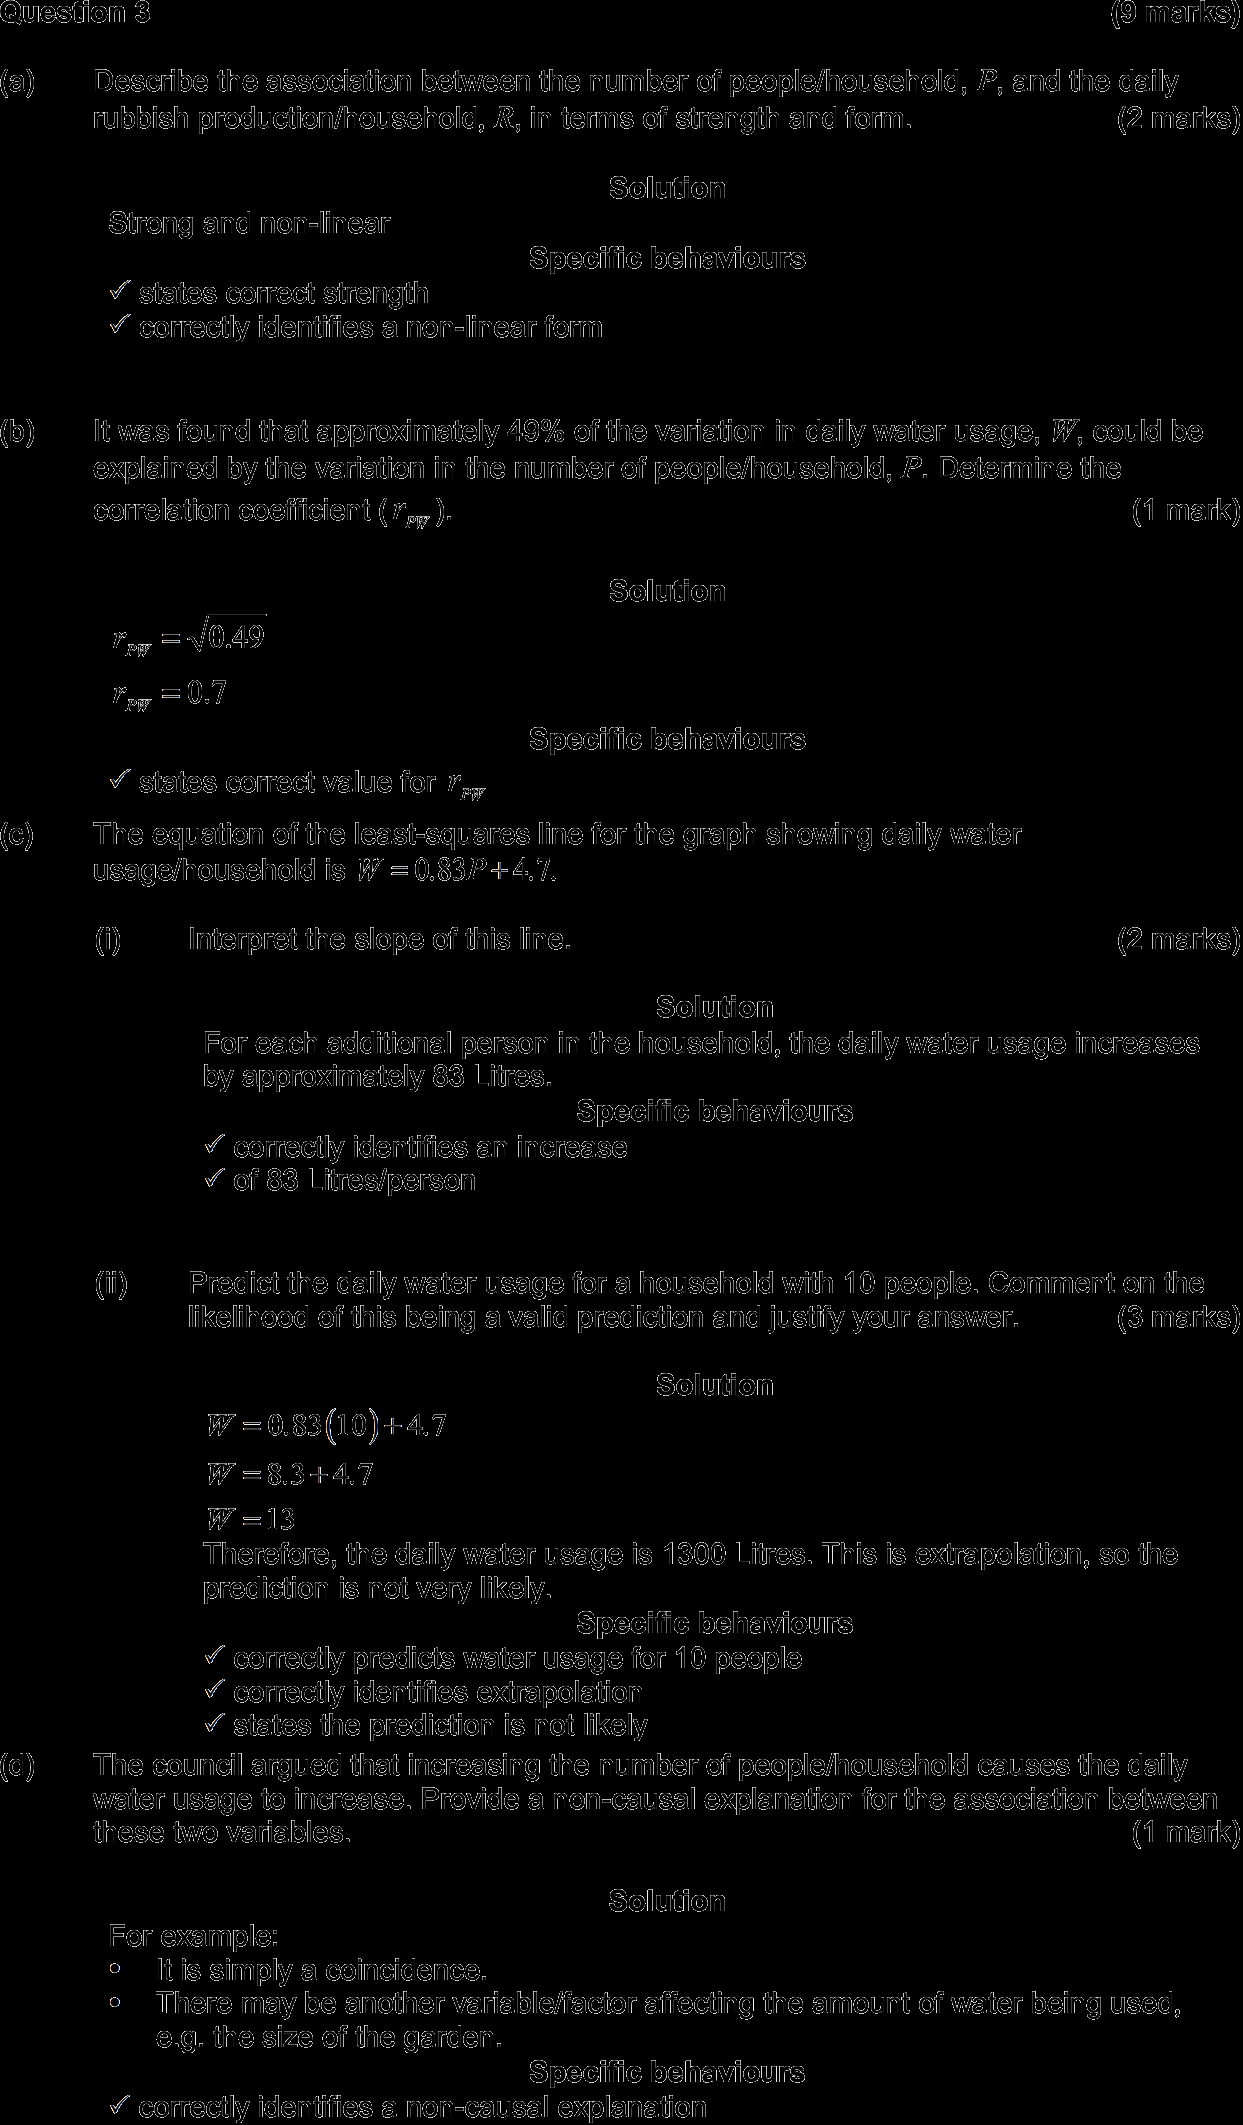 Question 3 (9 marks)
(a) Describe the association between the number of people/household, P, and the daily
rubbish production/household, R, in terms of strength and form. (2 marks)
Solution
Strong and non-linear
Specific behaviours
✓ states correct strength
✓ correctly identifies a non-linear form
(b) It was found that approximately 49% of the variation in daily water usage, W, could be
explained by the variation in the number of people/household, P. Determine the
correlation coefficient (r_PW). (1 mark)
Solution
r_PW = √0.49
r_PW = 0.7
Specific behaviours
✓ states correct value for r_PW
(c) The equation of the least-squares line for the graph showing daily water
usage/household is W = 0.83P + 4.7.
(i) Interpret the slope of this line. (2 marks)
Solution
For each additional person in the household, the daily water usage increases
by approximately 83 Litres.
Specific behaviours
✓ correctly identifies an increase
✓ of 83 Litres/person
(ii) Predict the daily water usage for a household with 10 people. Comment on the
likelihood of this being a valid prediction and justify your answer. (3 marks)
Solution
W = 0.83(10) + 4.7
W = 8.3 + 4.7
W = 13
Therefore, the daily water usage is 1300 Litres. This is extrapolation, so the
prediction is not very likely.
Specific behaviours
✓ correctly predicts water usage for 10 people
✓ correctly identifies extrapolation
✓ states the prediction is not likely
(d) The council argued that increasing the number of people/household causes the daily
water usage to increase. Provide a non-causal explanation for the association between
these two variables. (1 mark)
Solution
For example:
• It is simply a coincidence.
• There may be another variable/factor affecting the amount of water being used,
e.g. the size of the garden.
Specific behaviours
✓ correctly identifies a non-causal explanation